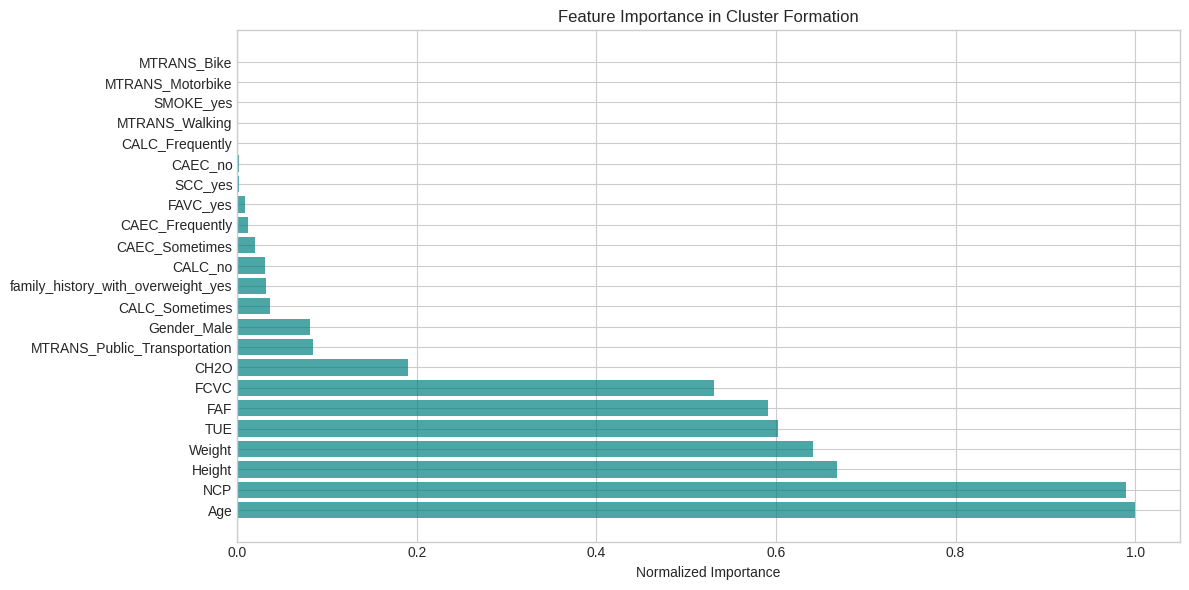 Feature Importance in Cluster Formation
MTRANS_Bike
MTRANS_Motorbike
SMOKE_yes
MTRANS_Walking
CALC_Frequently
CAEC_no
SCC_yes
FAVC_yes
CAEC_Frequently
CAEC_Sometimes
CALC_no
family_history_with_overweight_yes
CALC_Sometimes
Gender_Male
MTRANS_Public_Transportation
CH2O
FCVC
FAF
TUE
Weight
Height
NCP
Age
0.0 0.2 0.4 0.6 0.8 1.0
Normalized Importance